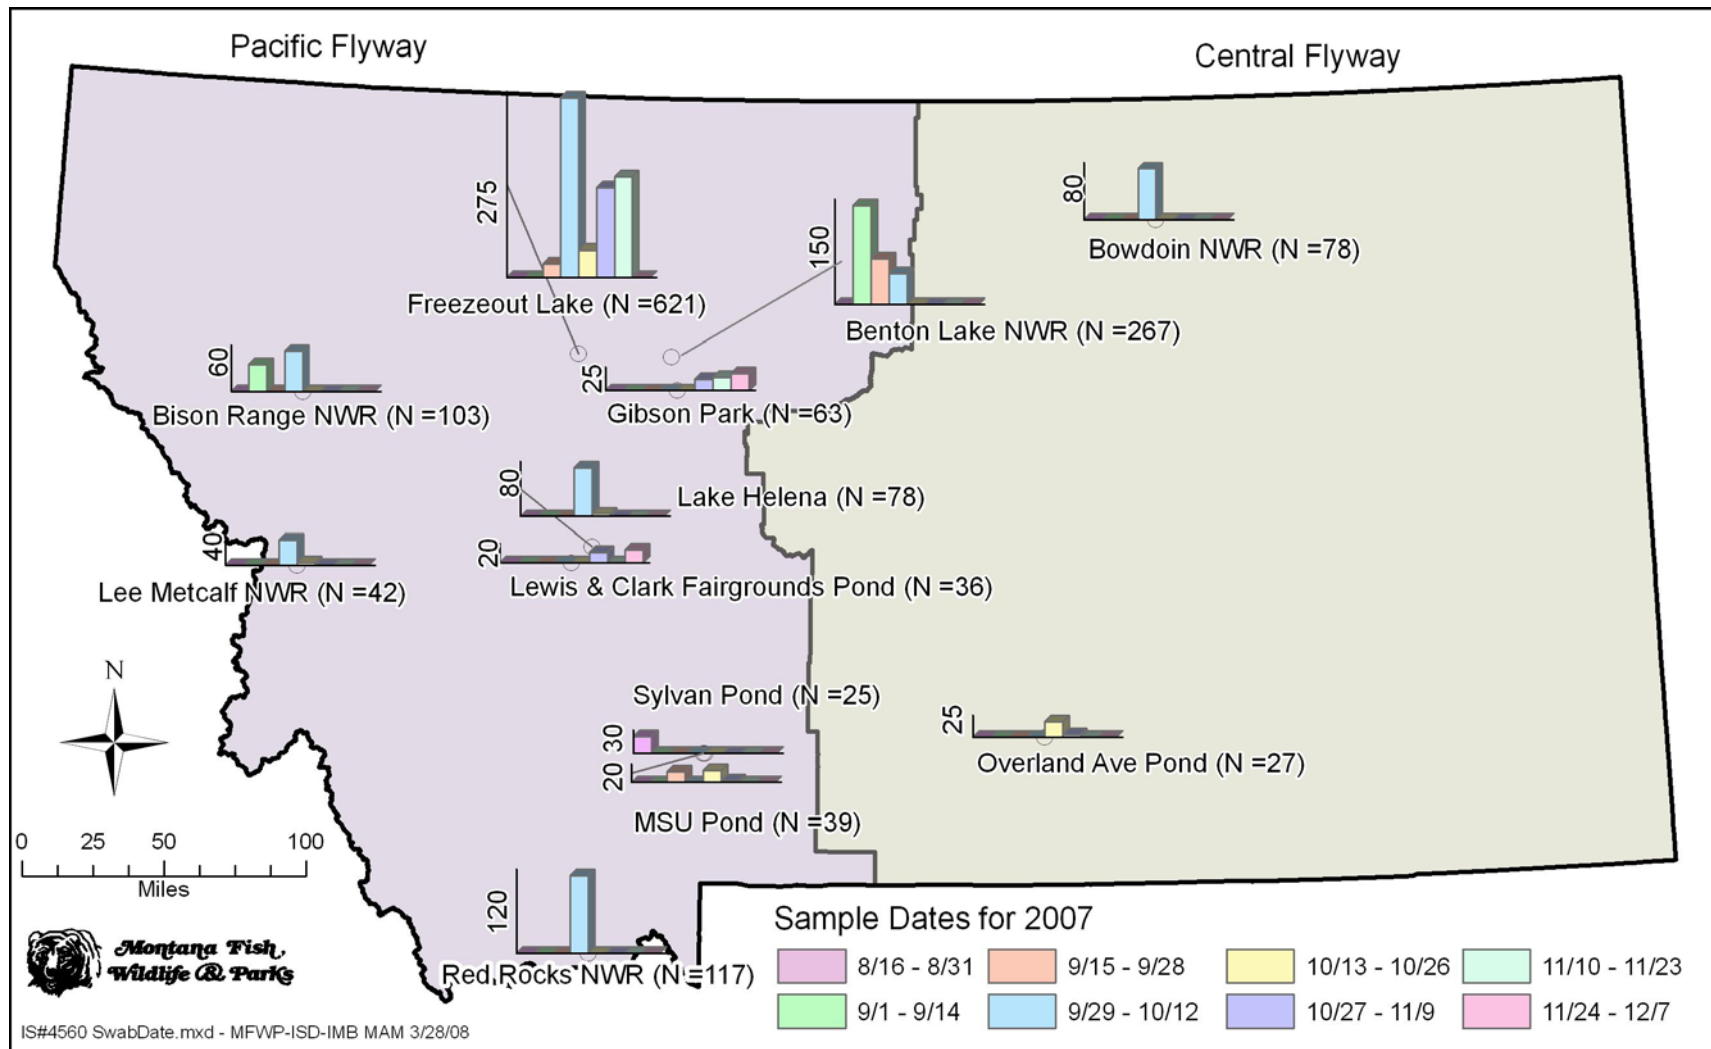 Pacific Flyway
Central Flyway
275
Freezeout Lake (N =621)
150
Benton Lake NWR (N =267)
80
Bowdoin NWR (N =78)
60
Bison Range NWR (N =103)
25
Gibson Park (N =63)
80
Lake Helena (N =78)
40
Lee Metcalf NWR (N =42)
20
Lewis & Clark Fairgrounds Pond (N =36)
Sylvan Pond (N =25)
30
20
MSU Pond (N =39)
25
Overland Ave Pond (N =27)
N
0 25 50 100
Miles
120
Red Rocks NWR (N =117)
Montana Fish,
Wildlife & Parks
Sample Dates for 2007
8/16 - 8/31 9/15 - 9/28 10/13 - 10/26 11/10 - 11/23
9/1 - 9/14 9/29 - 10/12 10/27 - 11/9 11/24 - 12/7
IS#4560 SwabDate.mxd - MFWP-ISD-IMB MAM 3/28/08